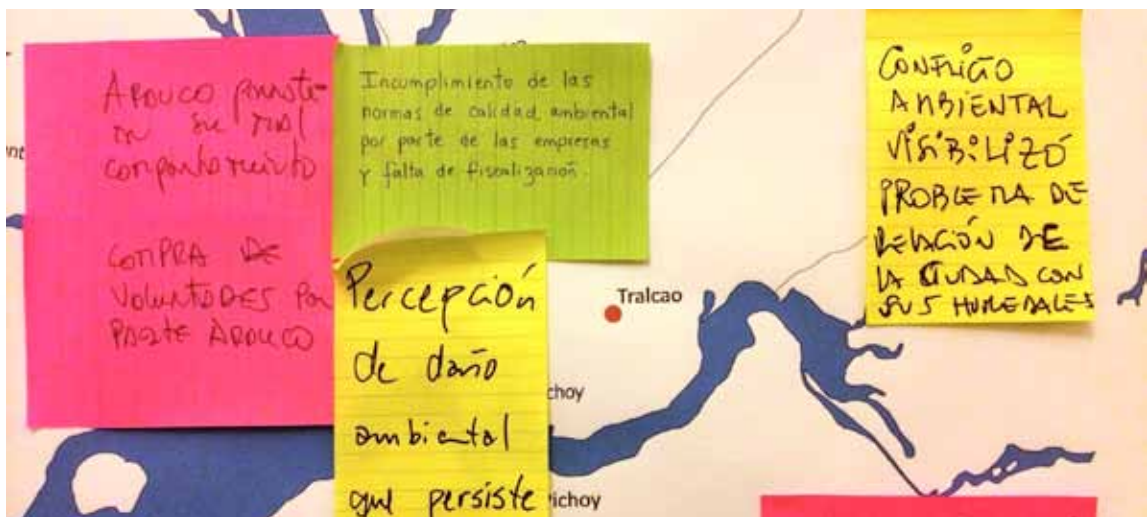 ARAUCO persiste
en su mal
comportamiento
COMPRA DE
VOLUNTADES POR
PARTE ARAUCO
Incumplimiento de las
normas de calidad ambiental
por parte de las empresas
y falta de fiscalización.
Percepción
de daño
ambiental
que persiste
CONFLICTO
AMBIENTAL
VISIBILIZÓ
PROBLEMA DE
RELACIÓN DE
LA CIUDAD CON
SUS HUMEDALES
Tralcao
choy
ichoy